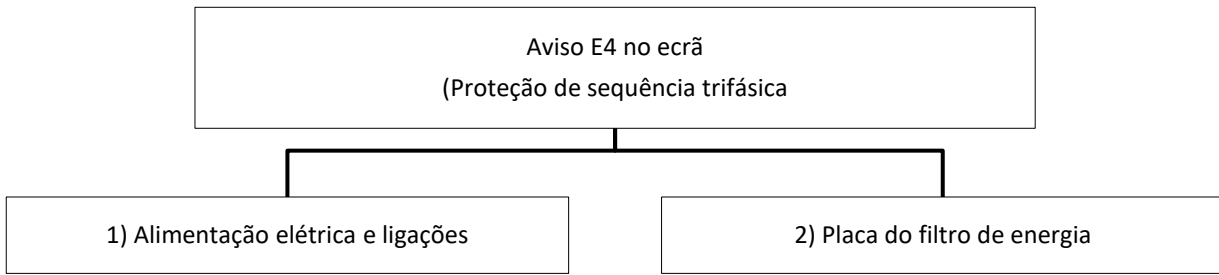 Aviso E4 no ecrã
(Proteção de sequência trifásica
1) Alimentação elétrica e ligações
2) Placa do filtro de energia